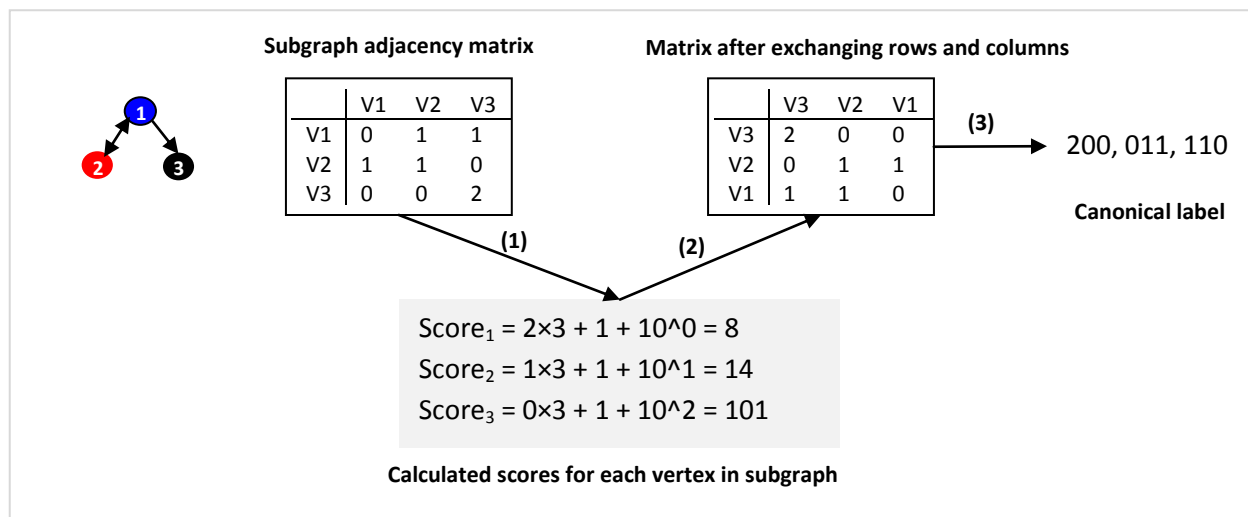 Subgraph adjacency matrix
Matrix after exchanging rows and columns
1
2
3
V1 V2 V3
V1 0 1 1
V2 1 1 0
V3 0 0 2
V3 V2 V1
V3 2 0 0
V2 0 1 1
V1 1 1 0
(3)
200, 011, 110
Canonical label
(1)
(2)
Score₁ = 2×3 + 1 + 10^0 = 8
Score₂ = 1×3 + 1 + 10^1 = 14
Score₃ = 0×3 + 1 + 10^2 = 101
Calculated scores for each vertex in subgraph